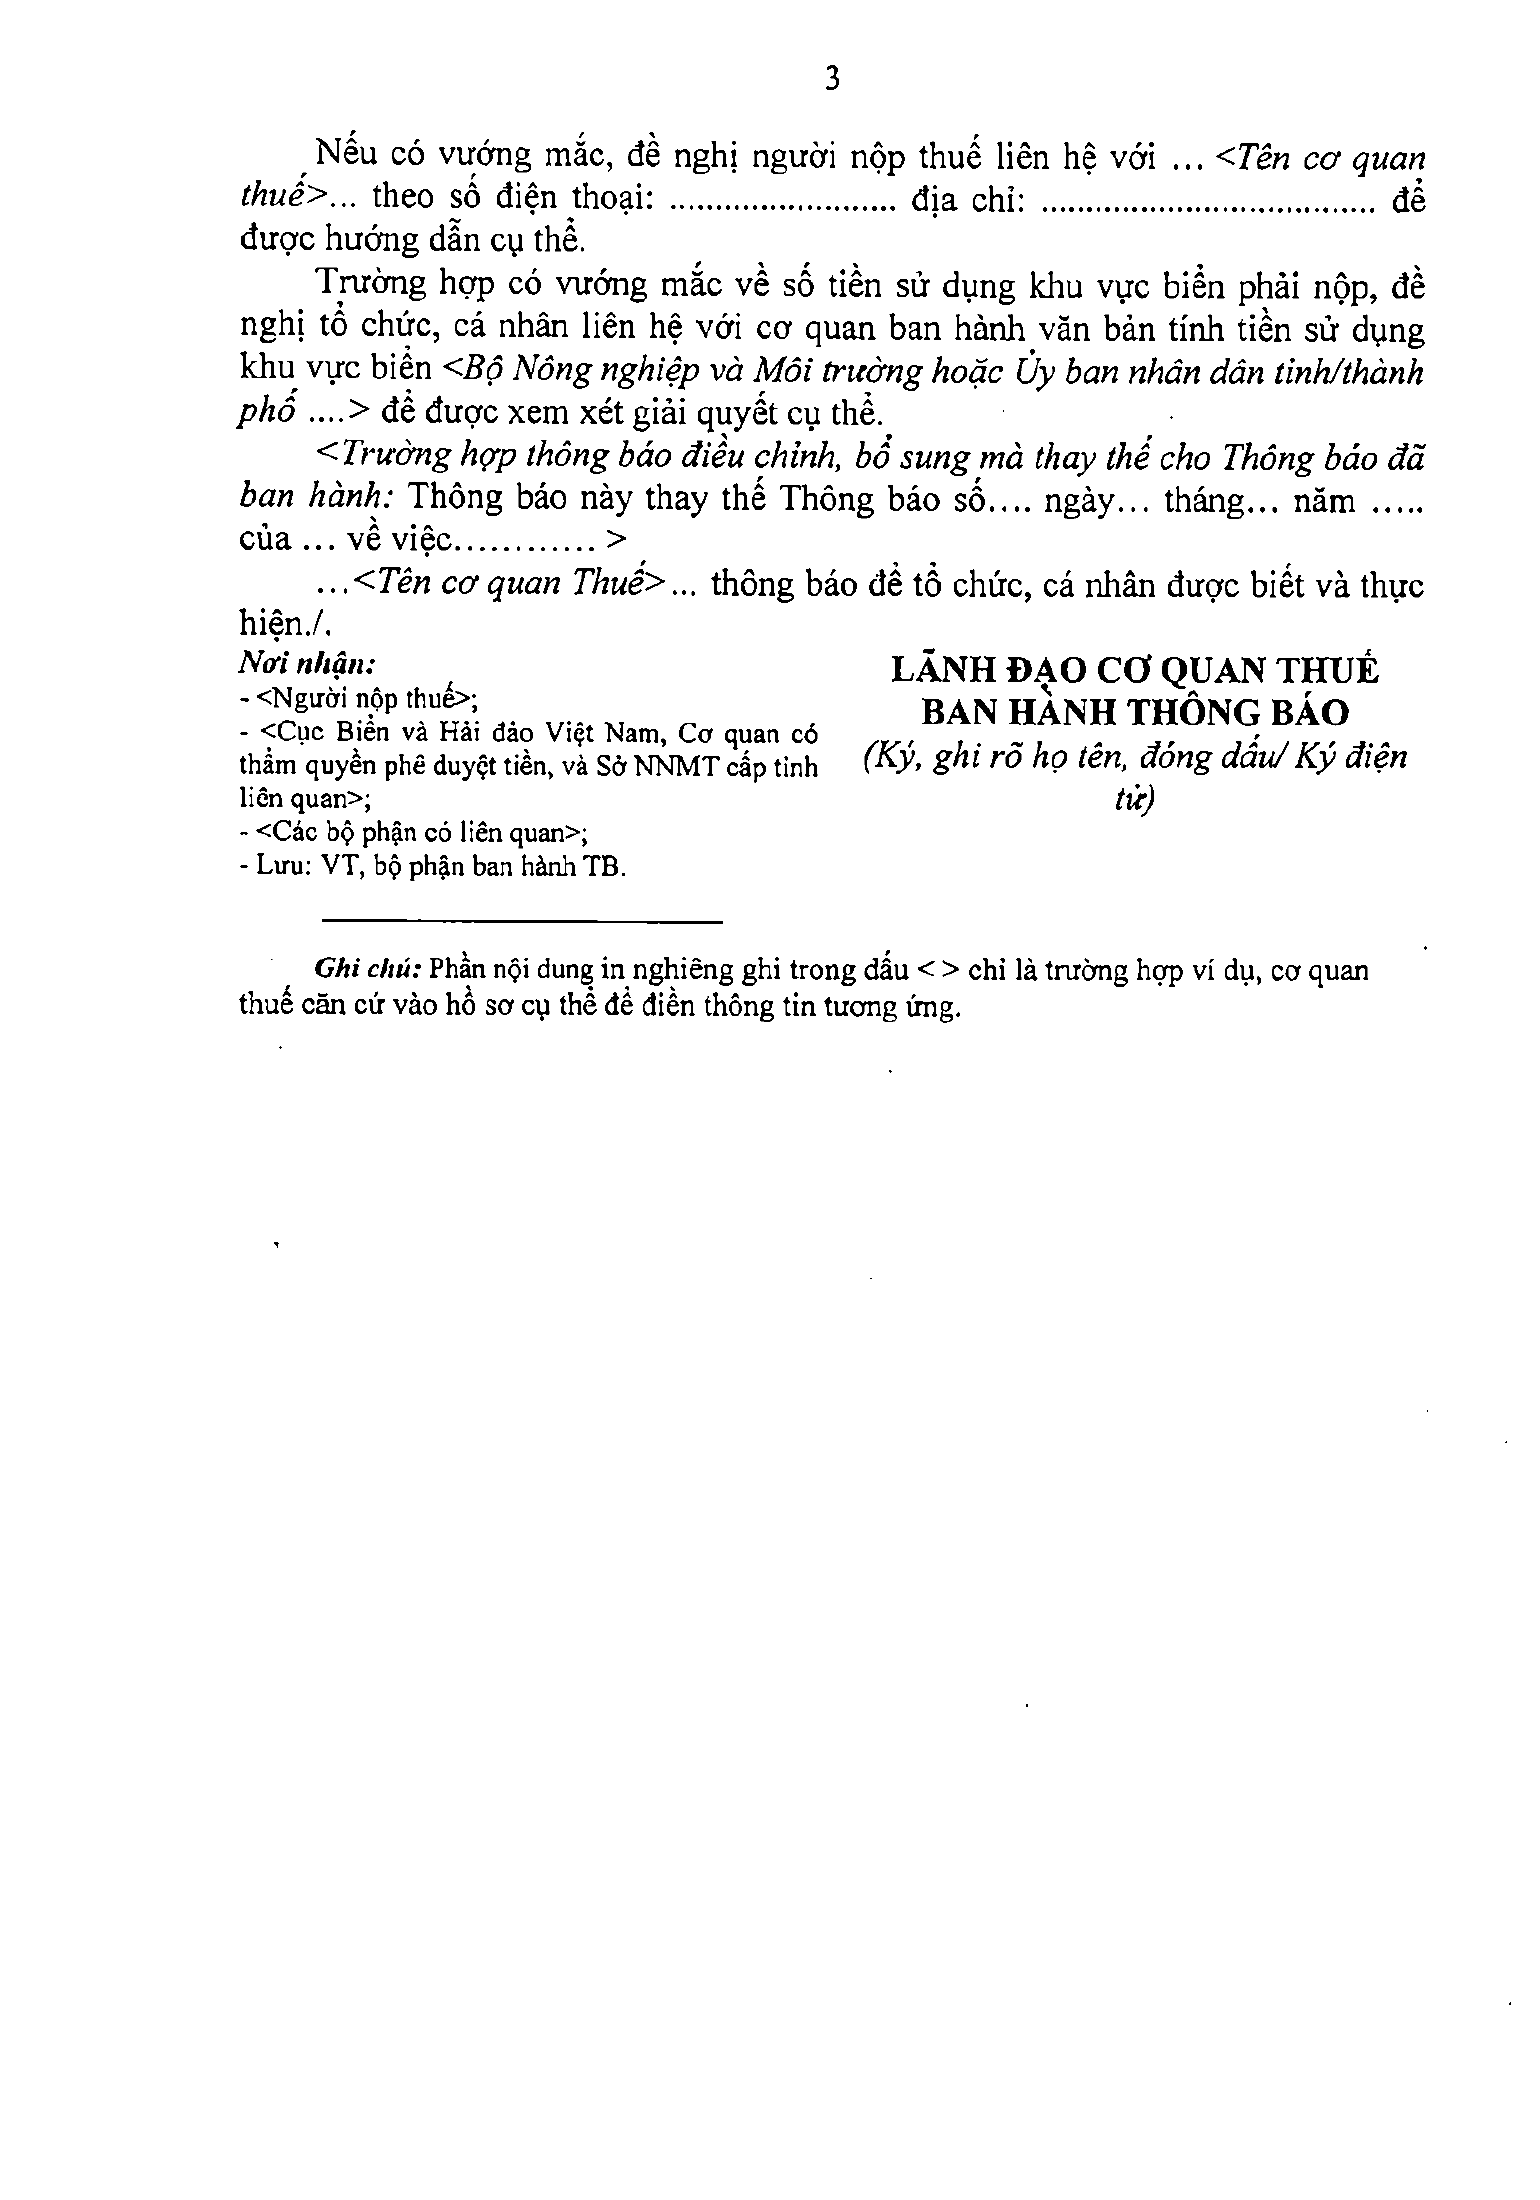 3
Nếu có vướng mắc, đề nghị người nộp thuế liên hệ với ... <Tên cơ quan
thuế>... theo số điện thoại: ......................... địa chỉ: ..................................... để
được hướng dẫn cụ thể.
Trường hợp có vướng mắc về số tiền sử dụng khu vực biển phải nộp, đề
nghị tổ chức, cá nhân liên hệ với cơ quan ban hành văn bản tính tiền sử dụng
khu vực biển <Bộ Nông nghiệp và Môi trường hoặc Ủy ban nhân dân tỉnh/thành
phố ....> để được xem xét giải quyết cụ thể.
<Trường hợp thông báo điều chỉnh, bổ sung mà thay thế cho Thông báo đã
ban hành: Thông báo này thay thế Thông báo số.... ngày... tháng... năm .....
của ... về việc............ >
...<Tên cơ quan Thuế>... thông báo để tổ chức, cá nhân được biết và thực
hiện./.
Nơi nhận:
- <Người nộp thuế>;
- <Cục Biển và Hải đảo Việt Nam, Cơ quan có
thẩm quyền phê duyệt tiền, và Sở NNMT cấp tỉnh
liên quan>;
- <Các bộ phận có liên quan>;
- Lưu: VT, bộ phận ban hành TB.
LÃNH ĐẠO CƠ QUAN THUẾ
BAN HÀNH THÔNG BÁO
(Ký, ghi rõ họ tên, đóng dấu/ Ký điện
tử)
Ghi chú: Phần nội dung in nghiêng ghi trong dấu < > chỉ là trường hợp ví dụ, cơ quan
thuế căn cứ vào hồ sơ cụ thể để điền thông tin tương ứng.